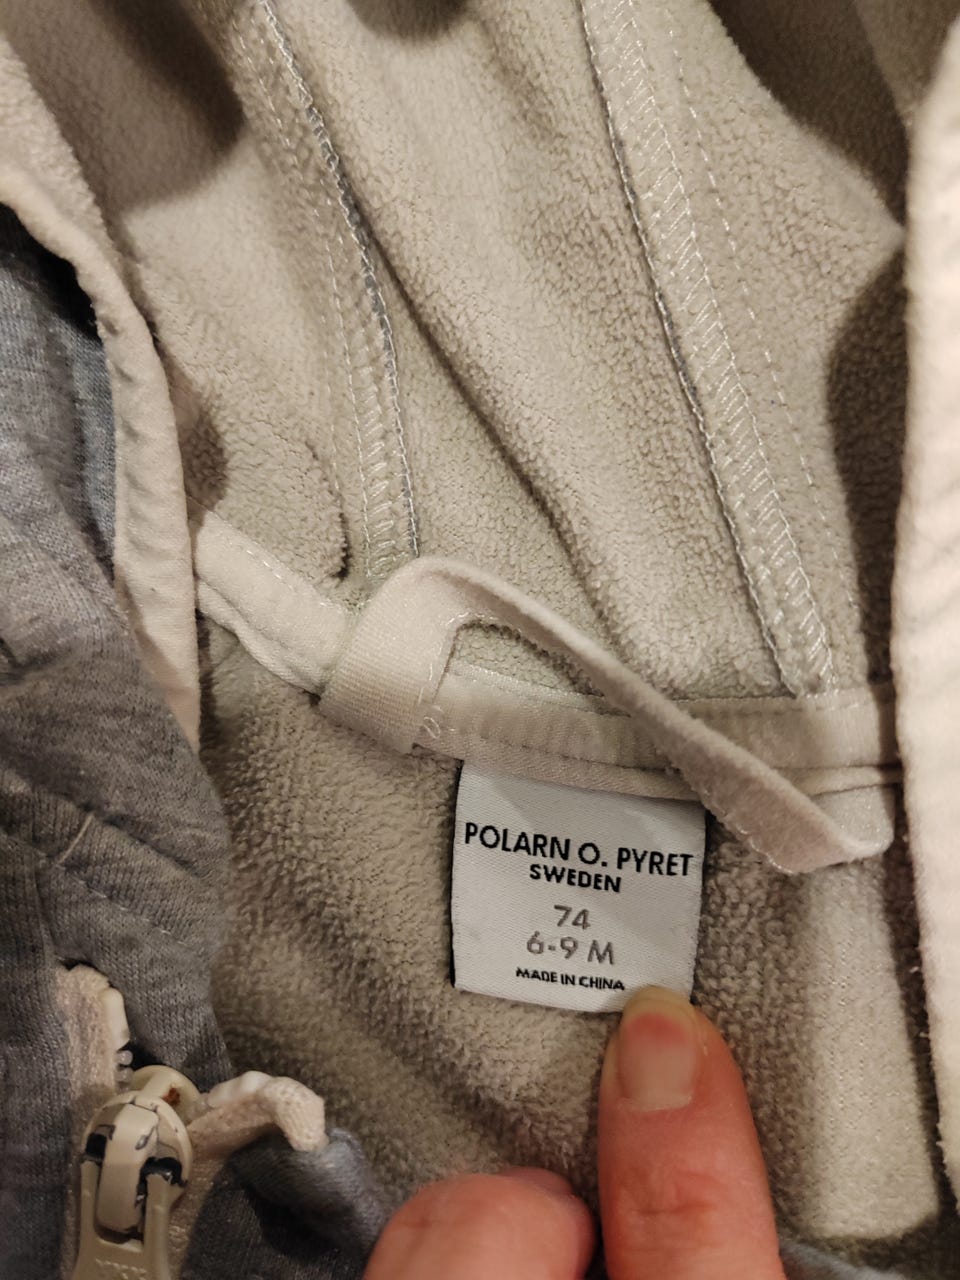 POLARN O. PYRET
SWEDEN
74
6-9 M
MADE IN CHINA